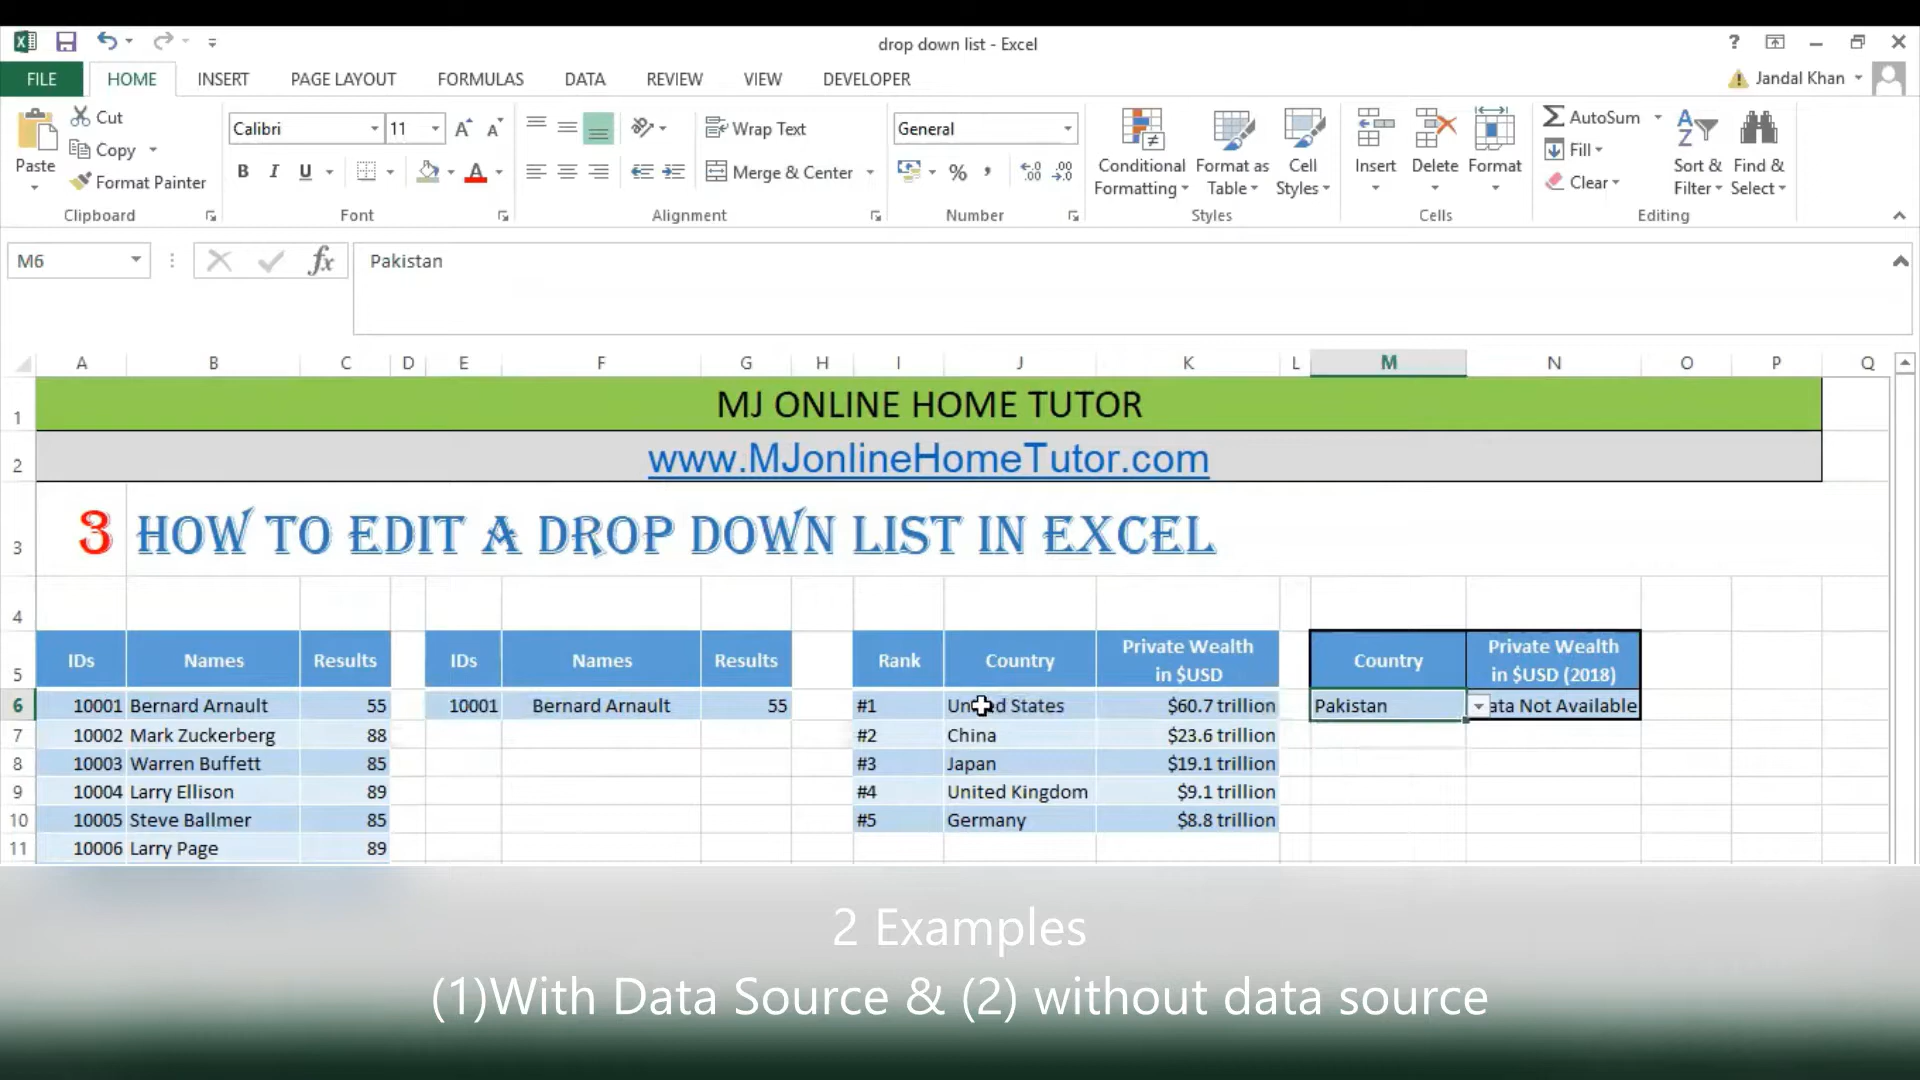 drop down list - Excel
?
FILE HOME INSERT PAGE LAYOUT FORMULAS DATA REVIEW VIEW DEVELOPER Jandal Khan
Paste
Cut
Copy
Format Painter
Clipboard
Calibri 11
B I U
Font
Wrap Text
Merge & Center
Alignment
General
%
Number
Conditional Formatting
Format as Table
Cell Styles
Styles
Insert
Delete
Format
Cells
AutoSum
Fill
Clear
Sort & Filter
Find & Select
Editing
M6 fx Pakistan
A B C D E F G H I J K L M N O P Q
1 MJ ONLINE HOME TUTOR
2 www.MJonlineHomeTutor.com
3 3 HOW TO EDIT A DROP DOWN LIST IN EXCEL
4
5 IDs Names Results IDs Names Results Rank Country Private Wealth in $USD Country Private Wealth in $USD (2018)
6 10001 Bernard Arnault 55 10001 Bernard Arnault 55 #1 United States $60.7 trillion Pakistan ata Not Available
7 10002 Mark Zuckerberg 88 #2 China $23.6 trillion
8 10003 Warren Buffett 85 #3 Japan $19.1 trillion
9 10004 Larry Ellison 89 #4 United Kingdom $9.1 trillion
10 10005 Steve Ballmer 85 #5 Germany $8.8 trillion
11 10006 Larry Page 89
2 Examples
(1)With Data Source & (2) without data source